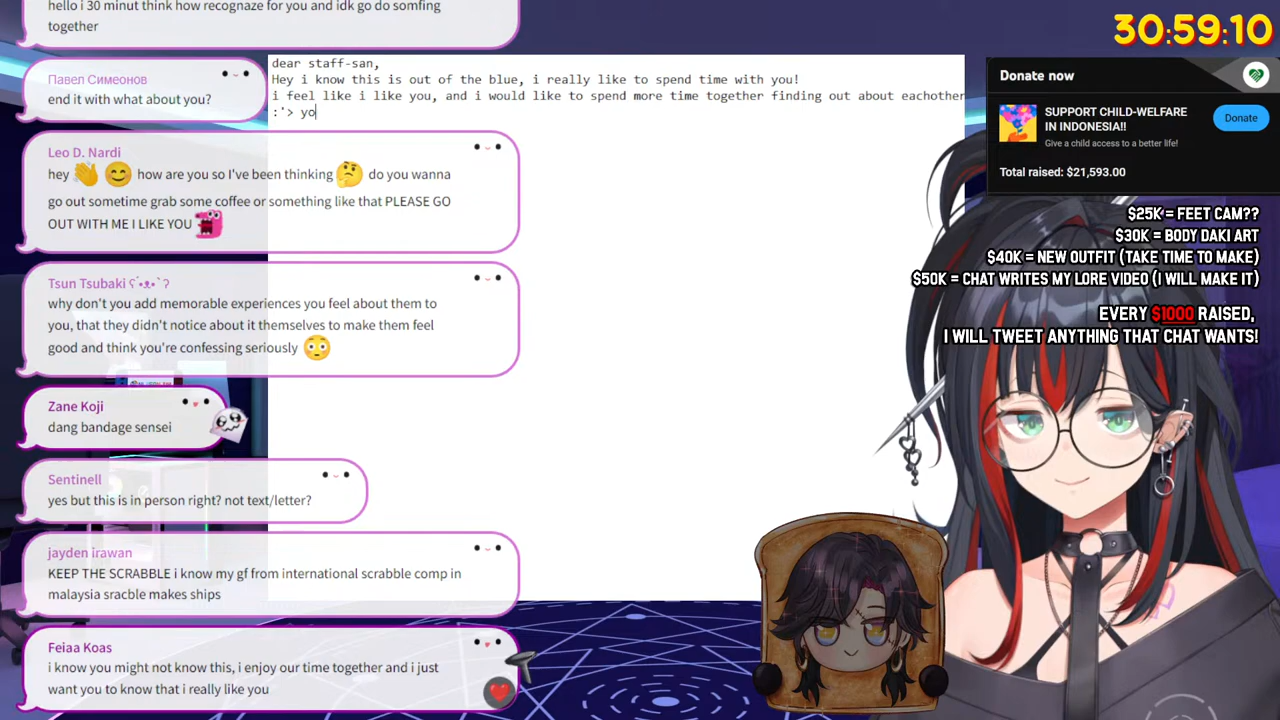 hello i 30 minut think how recognaze for you and idk go do somfing
together
Павел Симеонов
end it with what about you?
Leo D. Nardi
hey 👋 😊 how are you so I've been thinking 🤔 do you wanna
go out sometime grab some coffee or something like that PLEASE GO
OUT WITH ME I LIKE YOU
Tsun Tsubaki ʕ´•ᴥ•`ʔ
why don't you add memorable experiences you feel about them to
you, that they didn't notice about it themselves to make them feel
good and think you're confessing seriously 😳
Zane Koji
dang bandage sensei
Sentinell
yes but this is in person right? not text/letter?
jayden irawan
KEEP THE SCRABBLE i know my gf from international scrabble comp in
malaysia sracble makes ships
Feiaa Koas
i know you might not know this, i enjoy our time together and i just
want you to know that i really like you
dear staff-san,
Hey i know this is out of the blue, i really like to spend time with you!
i feel like i like you, and i would like to spend more time together finding out about eachother
:'> yo
30:59:10
Donate now
SUPPORT CHILD-WELFARE
IN INDONESIA!!
Give a child access to a better life!
Donate
Total raised: $21,593.00
$25K = FEET CAM??
$30K = BODY DAKI ART
$40K = NEW OUTFIT (TAKE TIME TO MAKE)
$50K = CHAT WRITES MY LORE VIDEO (I WILL MAKE IT)
EVERY $1000 RAISED,
I WILL TWEET ANYTHING THAT CHAT WANTS!